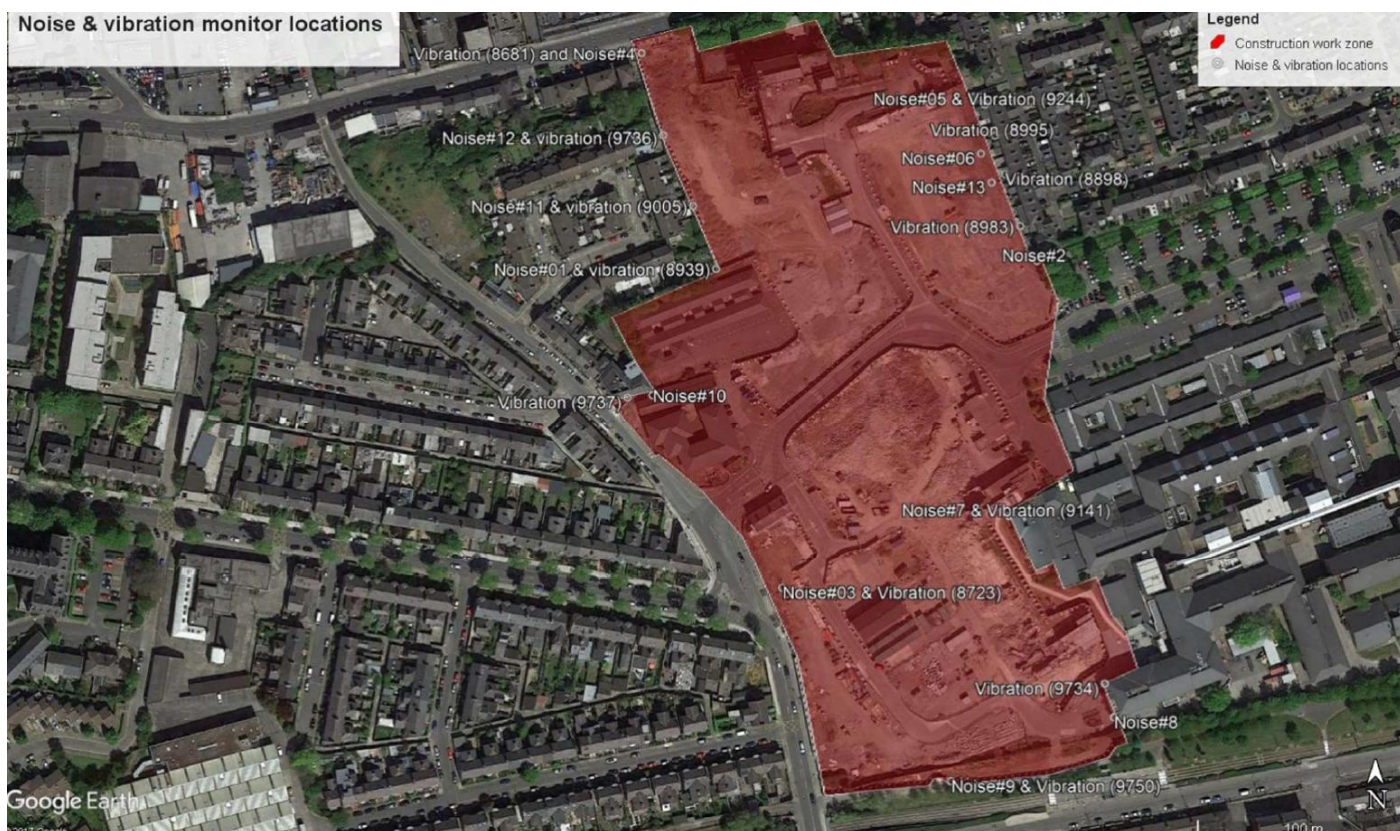 Noise & vibration monitor locations
Legend
Construction work zone
Noise & vibration locations
Vibration (8681) and Noise#4
Noise#05 & Vibration (9244)
Vibration (8995)
Noise#12 & vibration (9736)
Noise#06
Noise#13
Vibration (8898)
Noise#11 & vibration (9005)
Vibration (8983)
Noise#2
Noise#01 & vibration (8939)
Vibration (9737)
Noise#10
Noise#7 & Vibration (9141)
Noise#03 & Vibration (8723)
Vibration (9734)
Noise#8
Noise#9 & Vibration (9750)
Google Earth
N
100 m